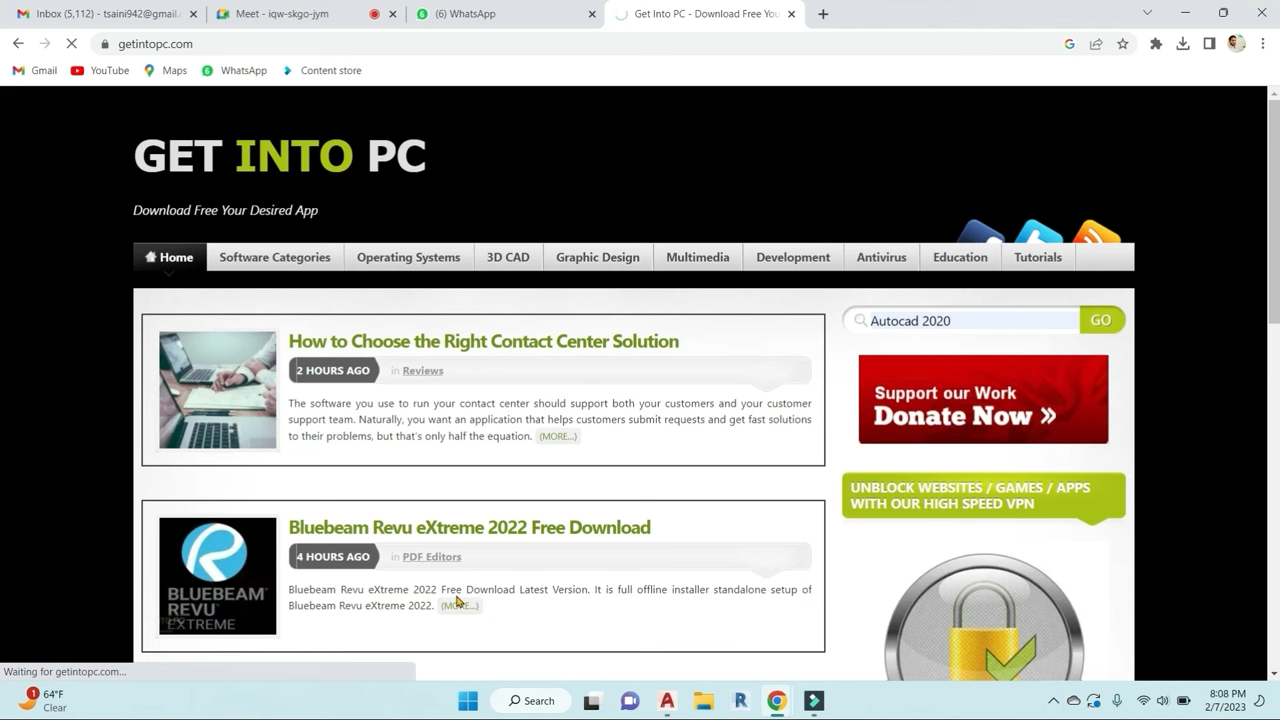 Inbox (5,112) - tsaini942@gmail.
Meet - iqw-skgo-jym
(6) WhatsApp
Get Into PC - Download Free You
getintopc.com
Gmail
YouTube
Maps
WhatsApp
Content store
GET INTO PC
Download Free Your Desired App
Home
Software Categories
Operating Systems
3D CAD
Graphic Design
Multimedia
Development
Antivirus
Education
Tutorials
How to Choose the Right Contact Center Solution
2 HOURS AGO
in Reviews
The software you use to run your contact center should support both your customers and your customer
support team. Naturally, you want an application that helps customers submit requests and get fast solutions
to their problems, but that's only half the equation. (MORE...)
Autocad 2020
GO
Support our Work
Donate Now »
UNBLOCK WEBSITES / GAMES / APPS
WITH OUR HIGH SPEED VPN
BLUEBEAM
REVU
EXTREME
Bluebeam Revu eXtreme 2022 Free Download
4 HOURS AGO
in PDF Editors
Bluebeam Revu eXtreme 2022 Free Download Latest Version. It is full offline installer standalone setup of
Bluebeam Revu eXtreme 2022. (MORE...)
Waiting for getintopc.com...
1
64°F
Clear
Search
8:08 PM
2/7/2023